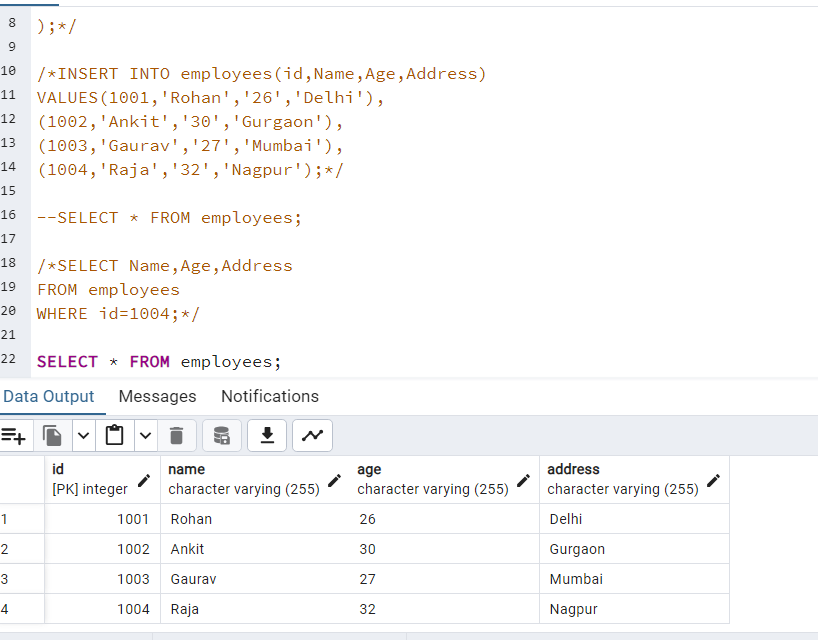 8 );*/
9
10 /*INSERT INTO employees(id,Name,Age,Address)
11 VALUES(1001,'Rohan','26','Delhi'),
12 (1002,'Ankit','30','Gurgaon'),
13 (1003,'Gaurav','27','Mumbai'),
14 (1004,'Raja','32','Nagpur');*/
15
16 --SELECT * FROM employees;
17
18 /*SELECT Name,Age,Address
19 FROM employees
20 WHERE id=1004;*/
21
22 SELECT * FROM employees;
Data Output Messages Notifications
id name age address
[PK] integer character varying (255) character varying (255) character varying (255)
1 1001 Rohan 26 Delhi
2 1002 Ankit 30 Gurgaon
3 1003 Gaurav 27 Mumbai
4 1004 Raja 32 Nagpur